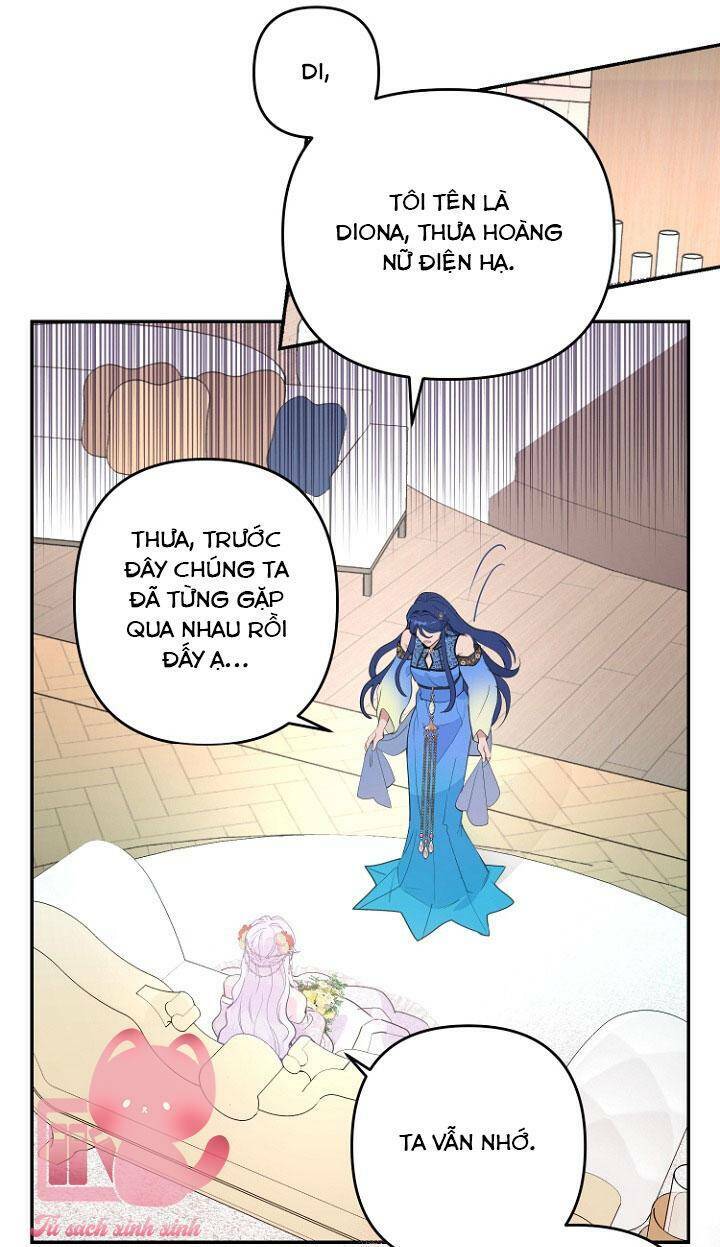 DI,
TÔI TÊN LÀ
DIONA, THƯA HOÀNG
NỮ ĐIỆN HẠ.
THƯA, TRƯỚC
ĐÂY CHÚNG TA
ĐÃ TỪNG GẶP
QUA NHAU RỒI
ĐẤY Ạ...
TA VẪN NHỚ.
Tủ sách xinh xinh